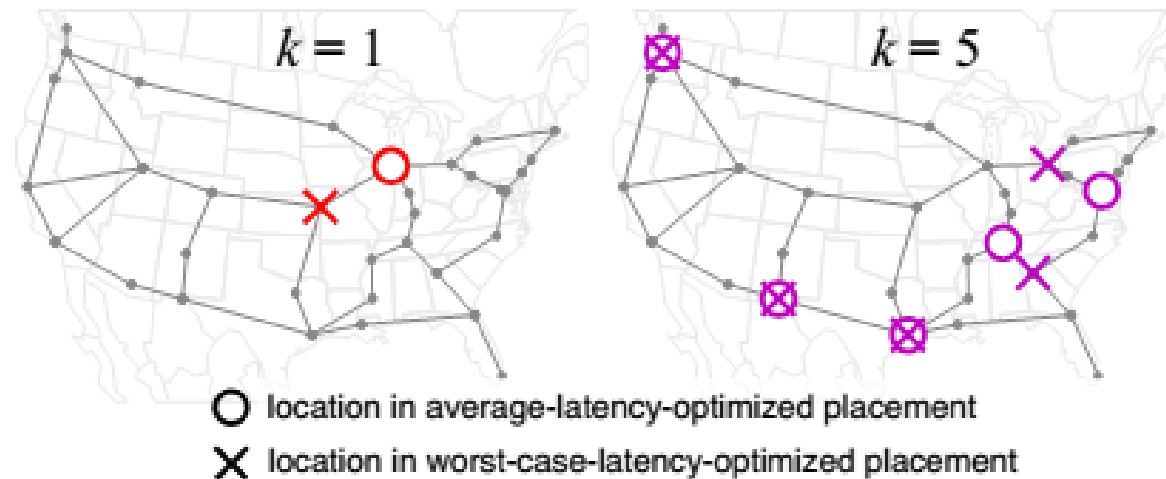 k = 1
k = 5
location in average-latency-optimized placement
location in worst-case-latency-optimized placement